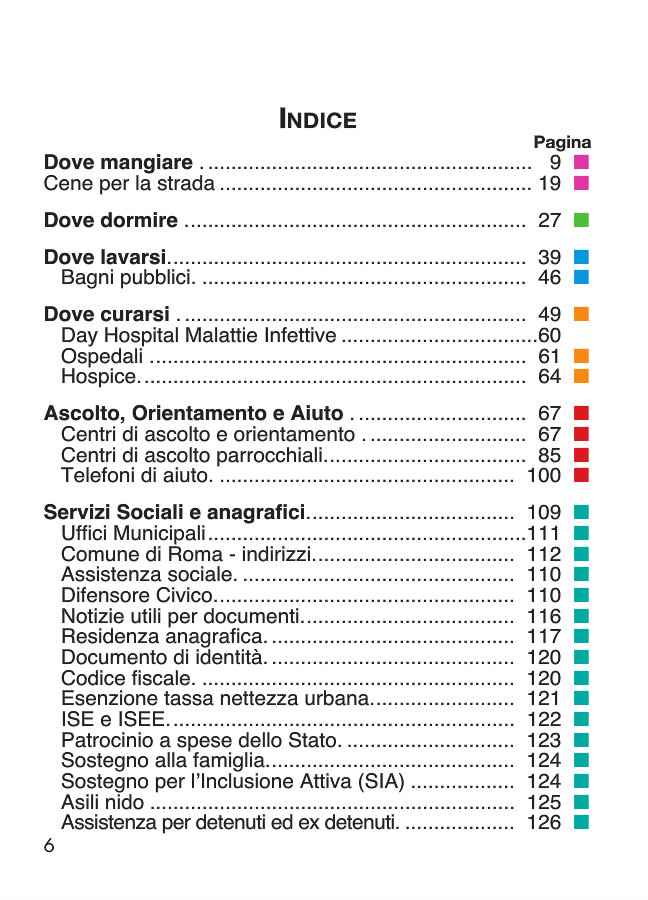 INDICE
Pagina
Dove mangiare . ....................................................... 9
Cene per la strada ..................................................... 19
Dove dormire .......................................................... 27
Dove lavarsi............................................................. 39
Bagni pubblici. ....................................................... 46
Dove curarsi . .......................................................... 49
Day Hospital Malattie Infettive .................................60
Ospedali ................................................................ 61
Hospice.................................................................. 64
Ascolto, Orientamento e Aiuto . ............................. 67
Centri di ascolto e orientamento . ........................... 67
Centri di ascolto parrocchiali................................... 85
Telefoni di aiuto. .................................................. 100
Servizi Sociali e anagrafici.................................... 109
Uffici Municipali......................................................111
Comune di Roma - indirizzi................................... 112
Assistenza sociale. .............................................. 110
Difensore Civico................................................... 110
Notizie utili per documenti.................................... 116
Residenza anagrafica. ......................................... 117
Documento di identità. ......................................... 120
Codice fiscale. ..................................................... 120
Esenzione tassa nettezza urbana......................... 121
ISE e ISEE........................................................... 122
Patrocinio a spese dello Stato. ............................. 123
Sostegno alla famiglia.......................................... 124
Sostegno per l’Inclusione Attiva (SIA) .................. 124
Asili nido .............................................................. 125
Assistenza per detenuti ed ex detenuti. ................... 126
6